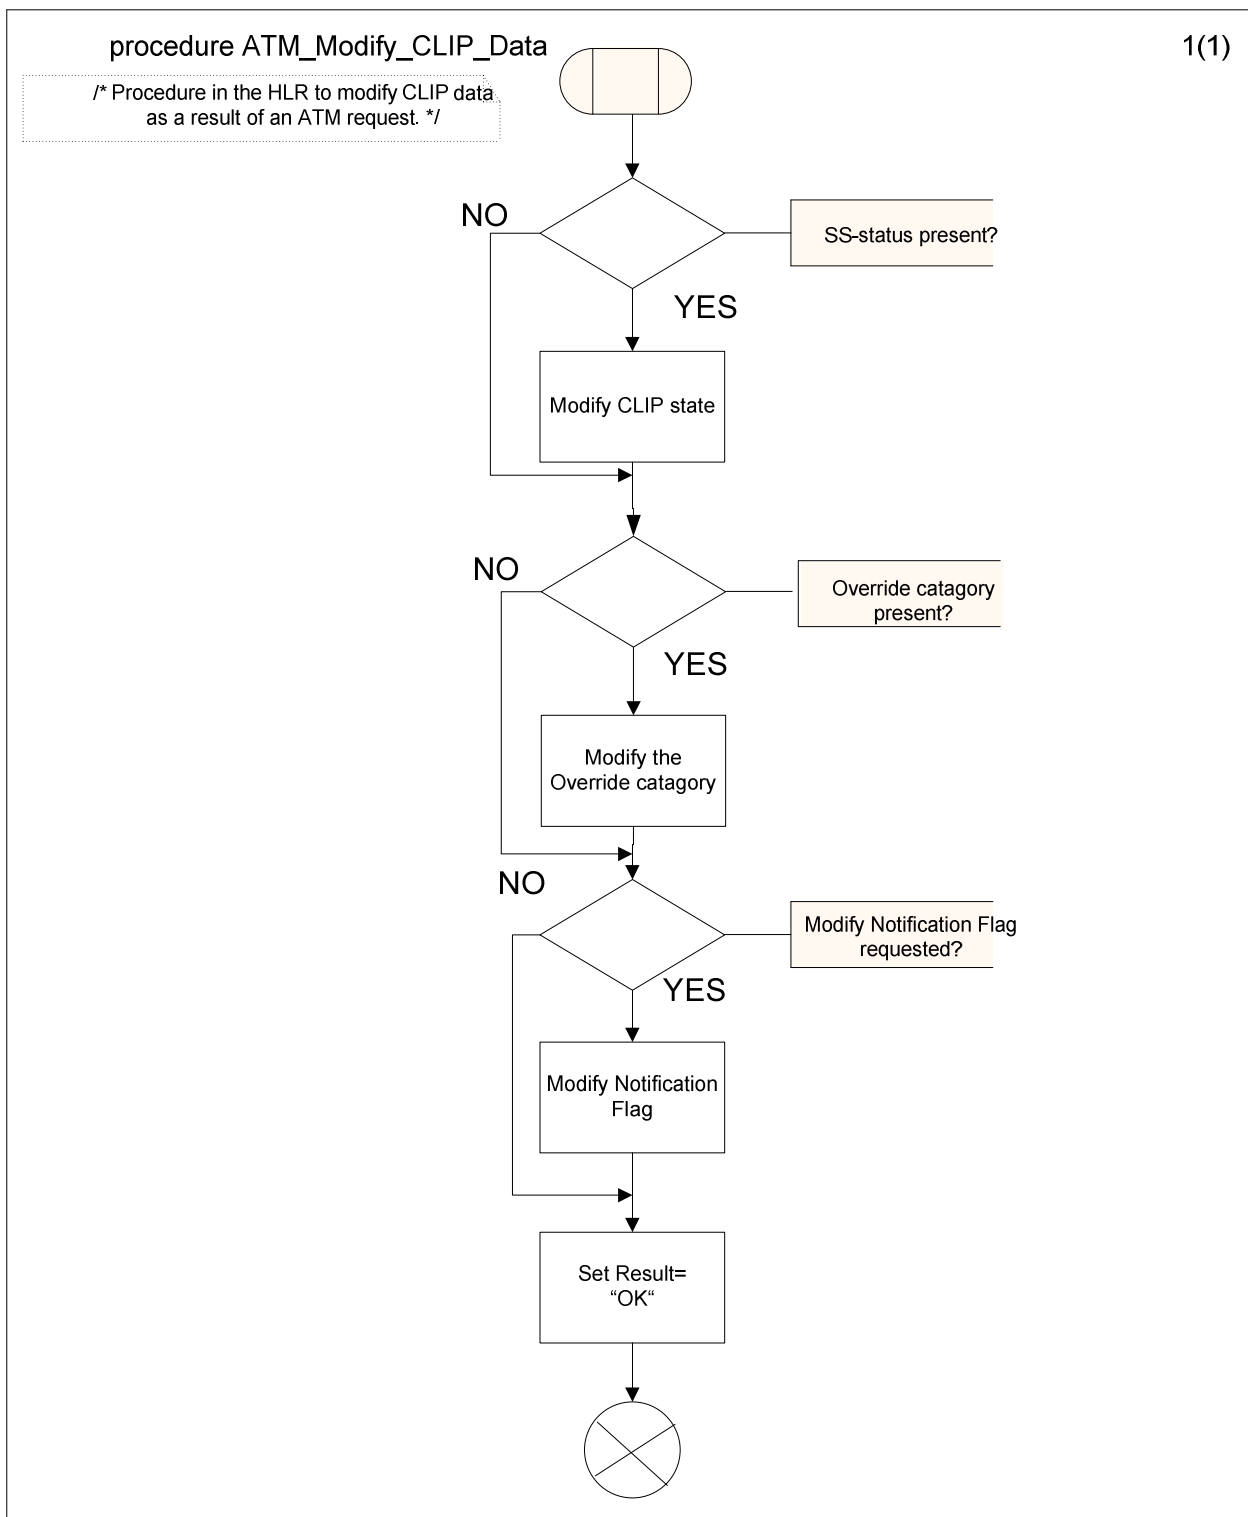 procedure ATM_Modify_CLIP_Data
1(1)
/* Procedure in the HLR to modify CLIP data
as a result of an ATM request. */
NO
SS-status present?
YES
Modify CLIP state
NO
Override catagory
present?
YES
Modify the
Override catagory
NO
Modify Notification Flag
requested?
YES
Modify Notification
Flag
Set Result=
“OK“